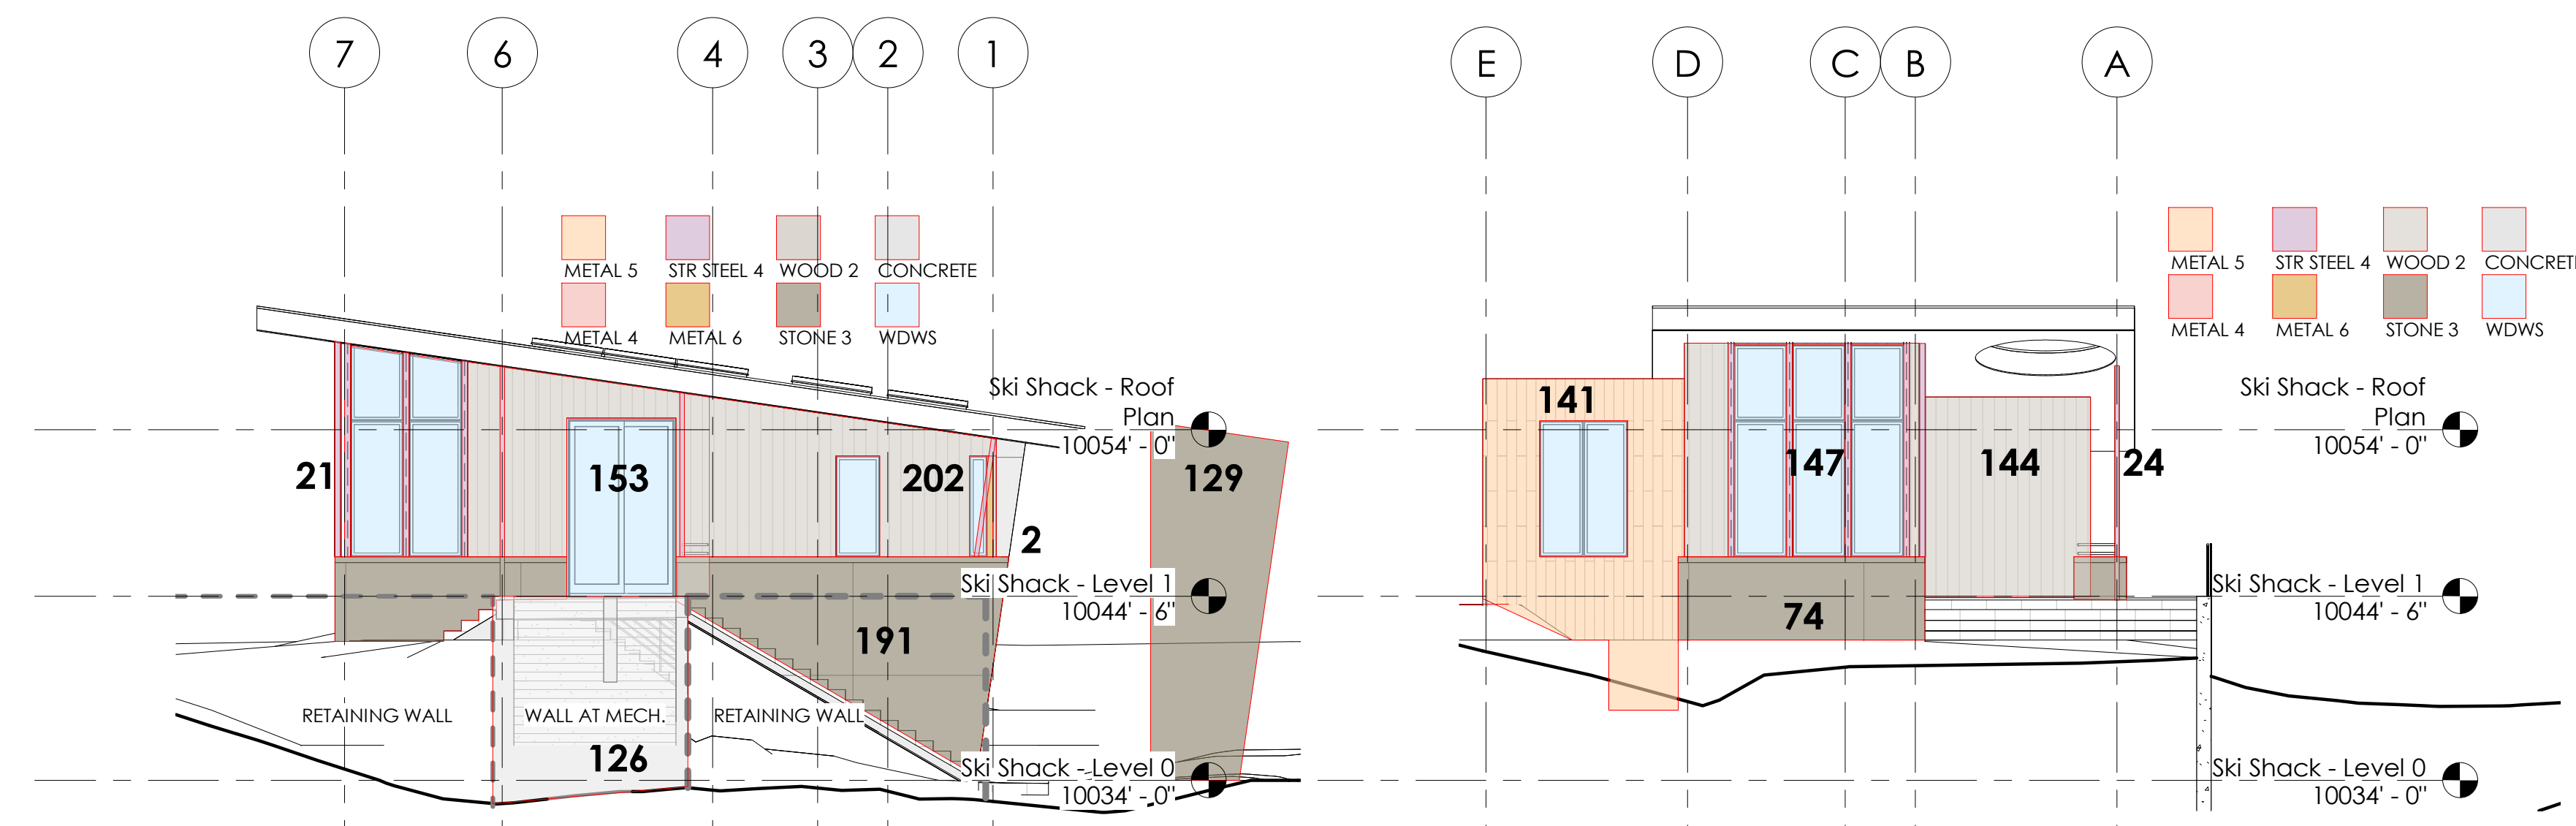 7 6 4 3 2 1
METAL 5 STR STEEL 4 WOOD 2 CONCRETE
METAL 4 METAL 6 STONE 3 WDWS
Ski Shack - Roof
Plan
10054' - 0"
21 153 202 129
2
Ski Shack - Level 1
10044' - 6"
191
RETAINING WALL WALL AT MECH. RETAINING WALL
126
Ski Shack - Level 0
10034' - 0"
E D C B A
METAL 5 STR STEEL 4 WOOD 2 CONCRET
METAL 4 METAL 6 STONE 3 WDWS
141
Ski Shack - Roof
Plan
10054' - 0"
147 144 24
Ski Shack - Level 1
10044' - 6"
74
Ski Shack - Level 0
10034' - 0"